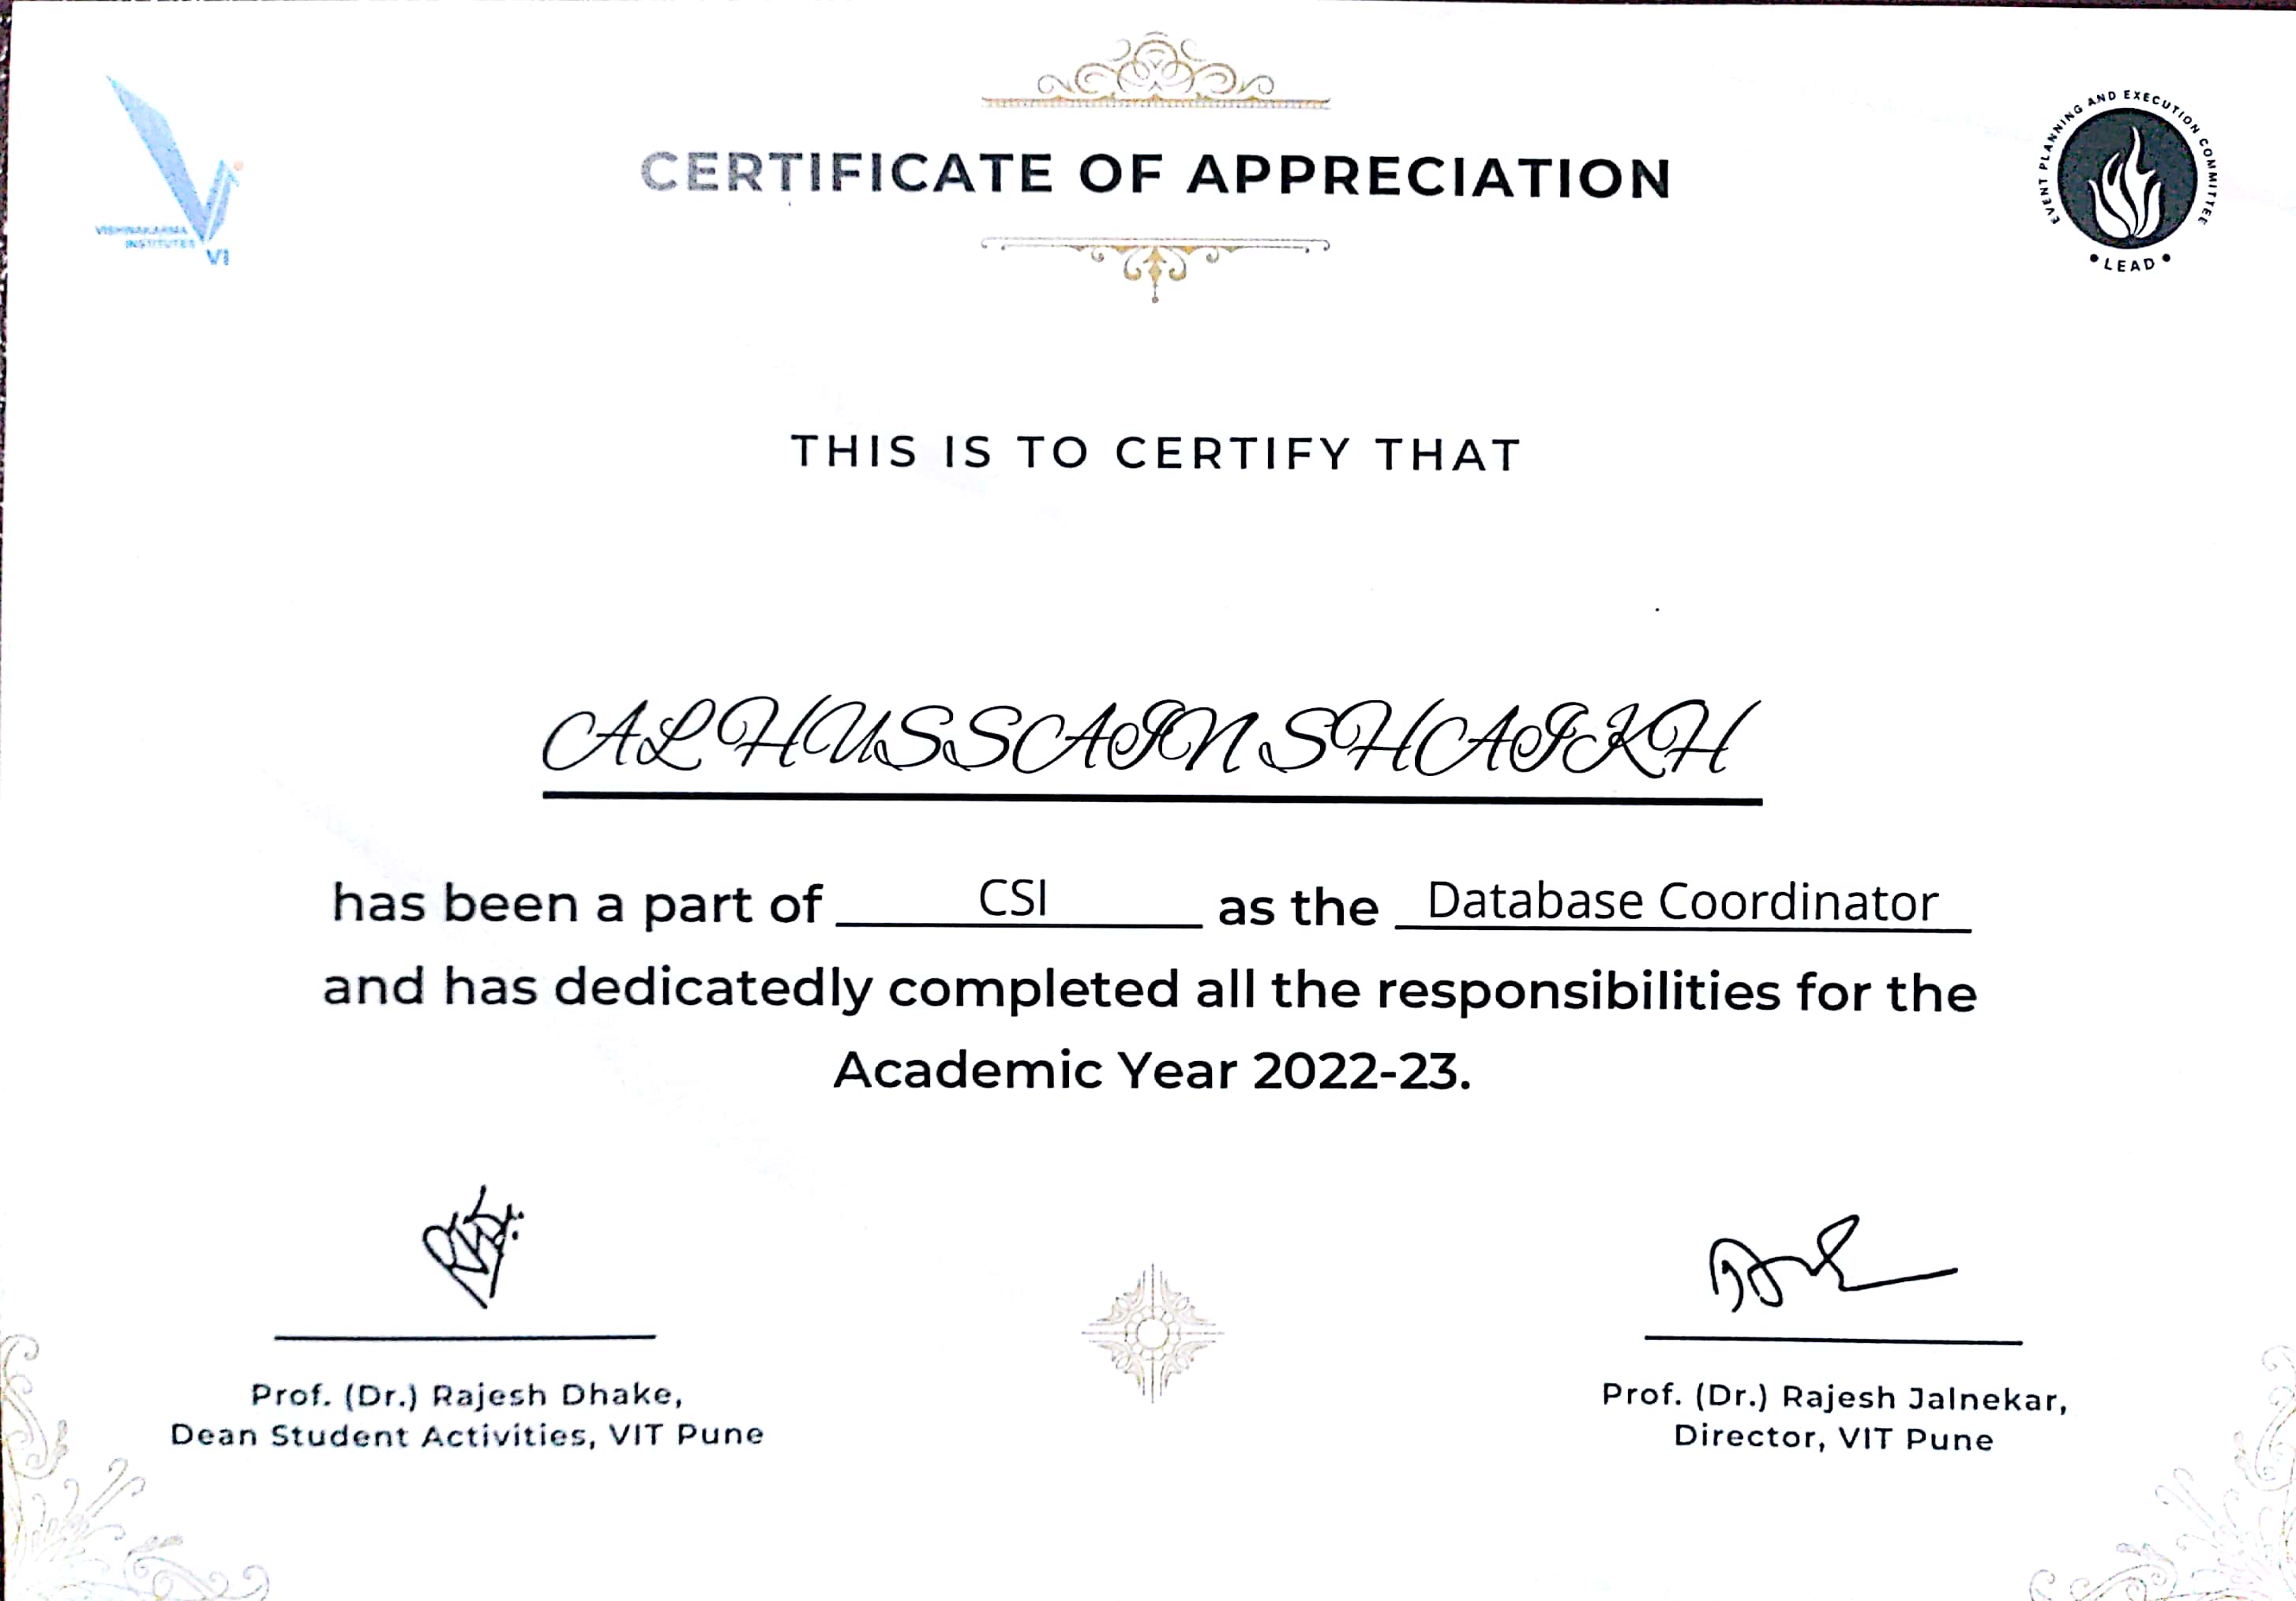 VISHWAKARMA
INSTITUTES
VI
CERTIFICATE OF APPRECIATION
EVENT PLANNING AND EXECUTION COMMITTEE
• LEAD •
THIS IS TO CERTIFY THAT
ALHUSSAIN SHAIKH
has been a part of CSI as the Database Coordinator
and has dedicatedly completed all the responsibilities for the
Academic Year 2022-23.
Prof. (Dr.) Rajesh Dhake,
Dean Student Activities, VIT Pune
Prof. (Dr.) Rajesh Jalnekar,
Director, VIT Pune